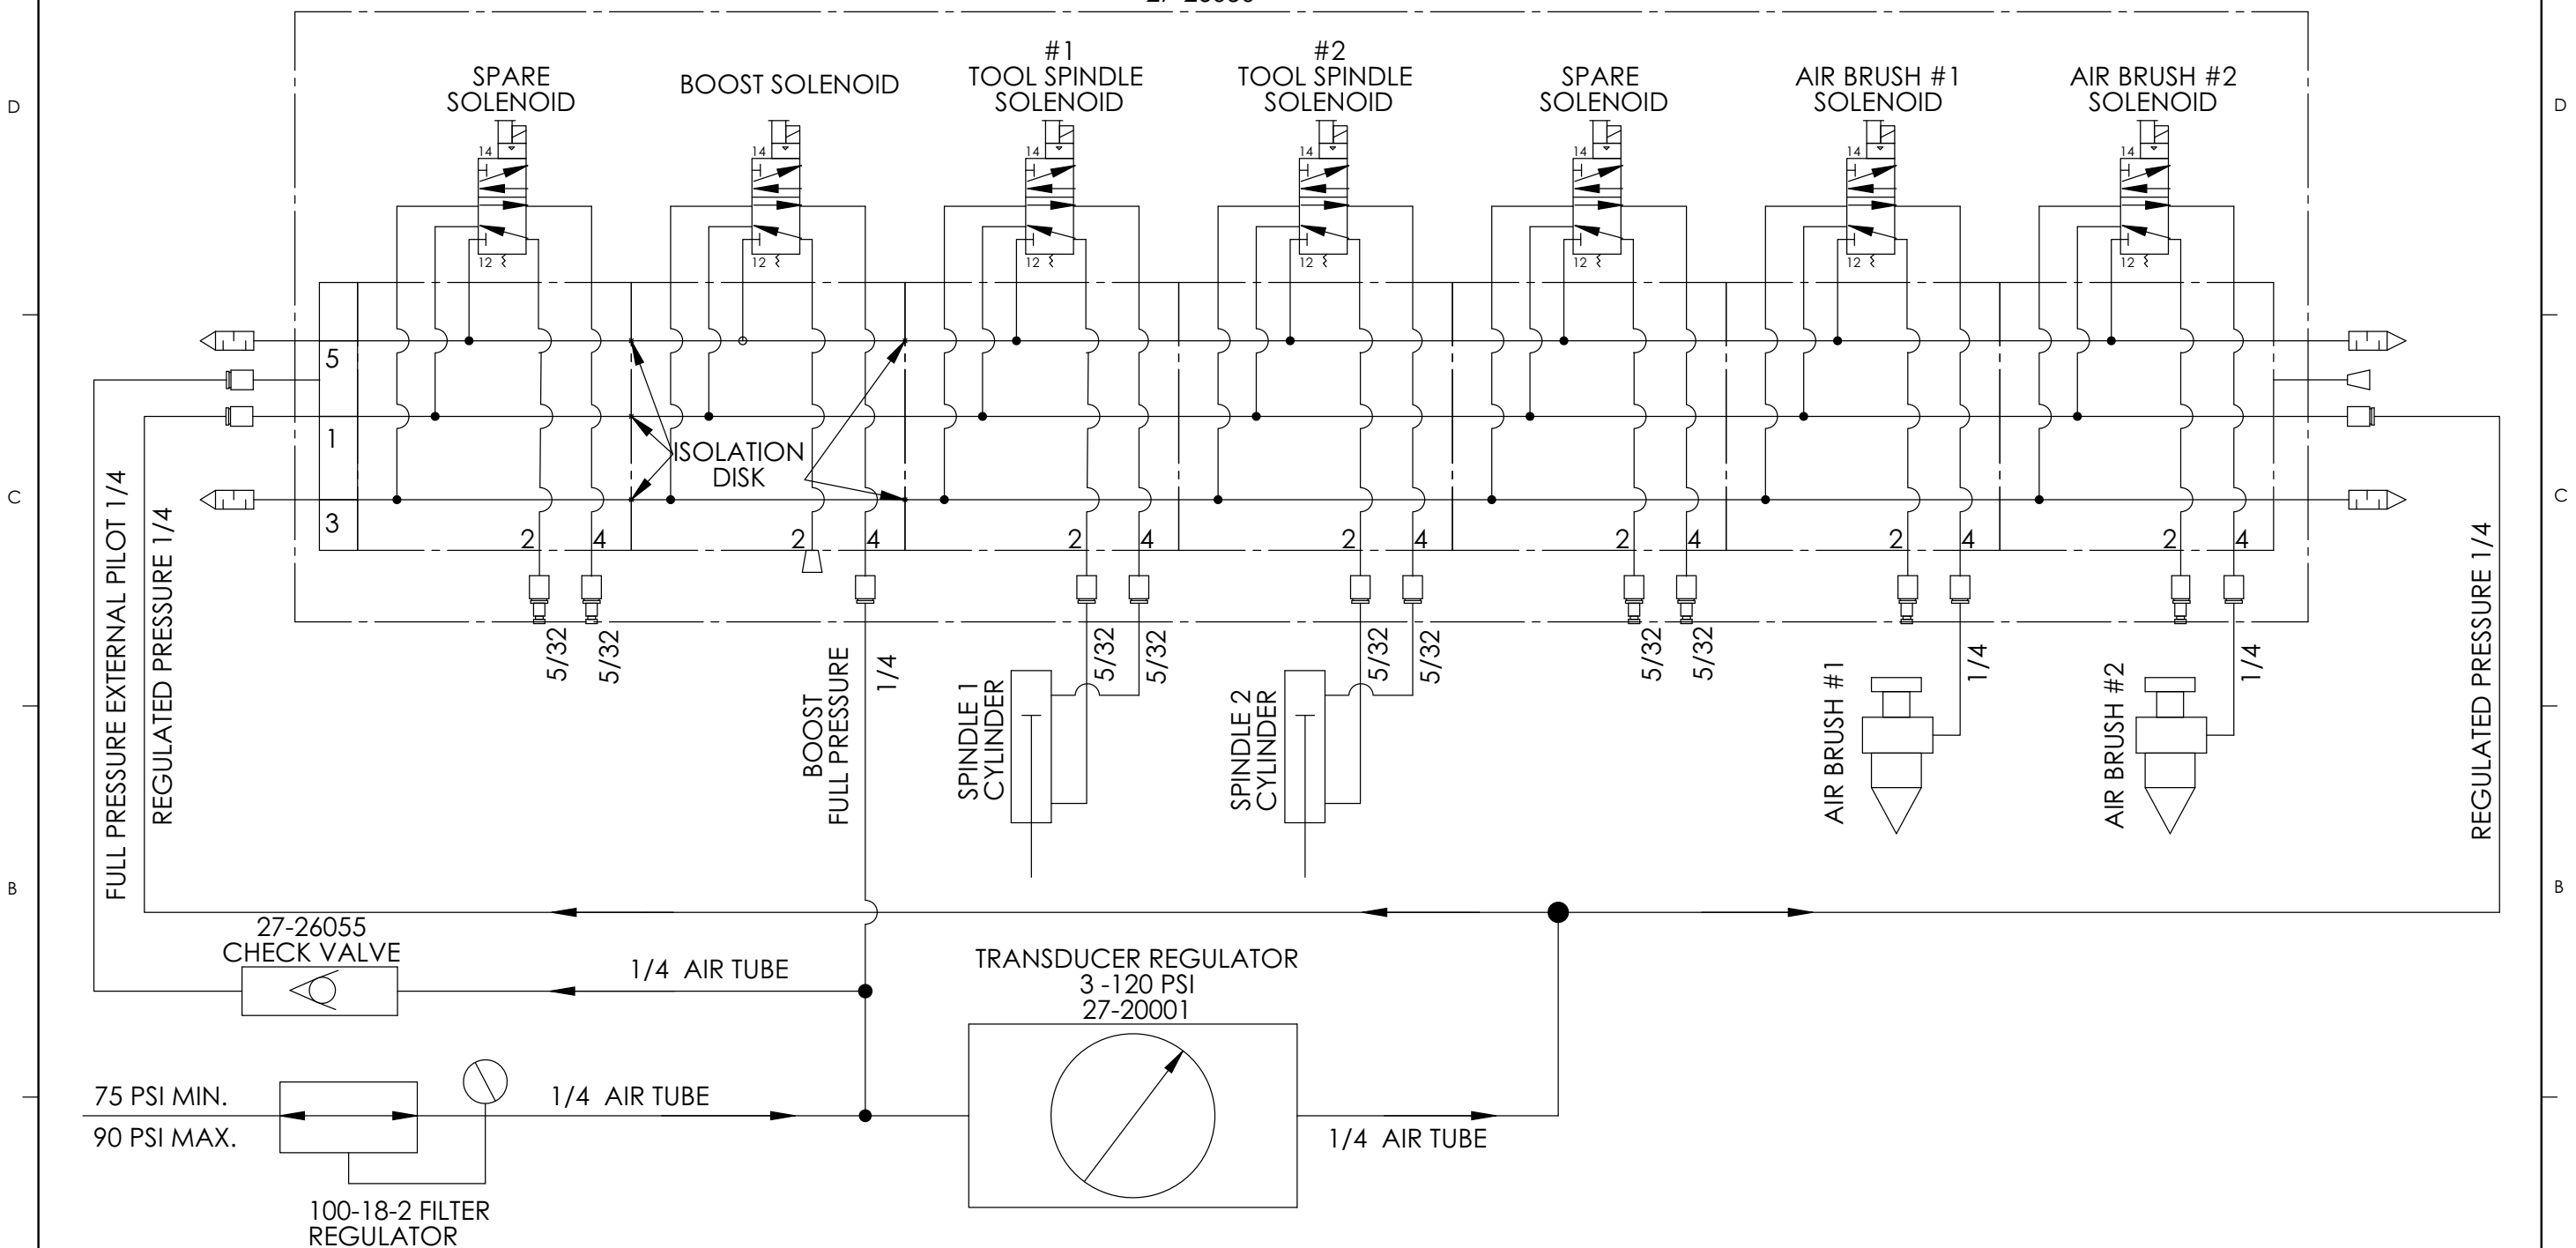 #1
#2
SPARE
SOLENOID
BOOST SOLENOID
TOOL SPINDLE
SOLENOID
TOOL SPINDLE
SOLENOID
SPARE
SOLENOID
AIR BRUSH #1
SOLENOID
AIR BRUSH #2
SOLENOID
D
D
14
14
14
14
14
14
14
12
12
12
12
12
12
12
5
1
3
ISOLATION
DISK
C
C
2
4
2
4
2
4
2
4
2
4
2
4
2
4
FULL PRESSURE EXTERNAL PILOT 1/4
REGULATED PRESSURE 1/4
5/32
5/32
BOOST
FULL PRESSURE
1/4
5/32
5/32
SPINDLE 1
CYLINDER
5/32
5/32
SPINDLE 2
CYLINDER
5/32
5/32
AIR BRUSH #1
1/4
AIR BRUSH #2
1/4
REGULATED PRESSURE 1/4
B
B
27-26055
CHECK VALVE
1/4 AIR TUBE
TRANSDUCER REGULATOR
3 -120 PSI
27-20001
75 PSI MIN.
90 PSI MAX.
1/4 AIR TUBE
1/4 AIR TUBE
100-18-2 FILTER
REGULATOR